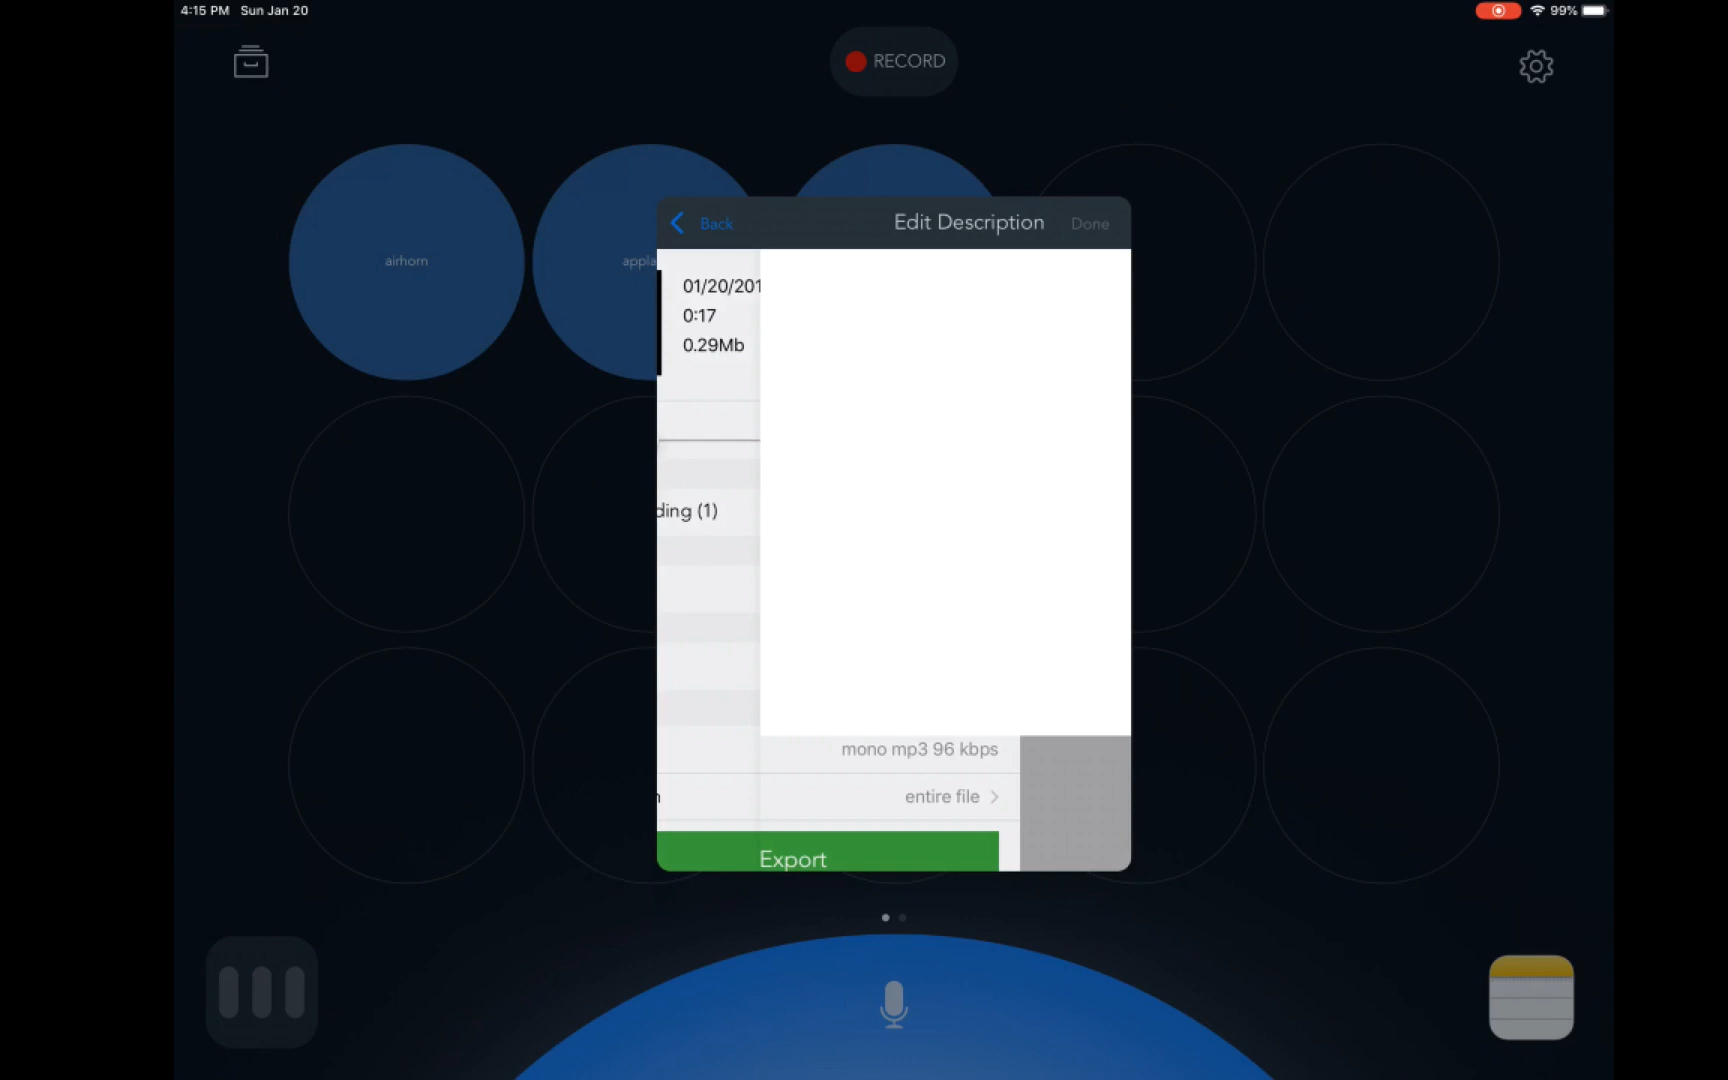 4:15 PM Sun Jan 20
99%
RECORD
airhorn
appla
Back
Edit Description
Done
01/20/201
0:17
0.29Mb
ding (1)
mono mp3 96 kbps
entire file
Export